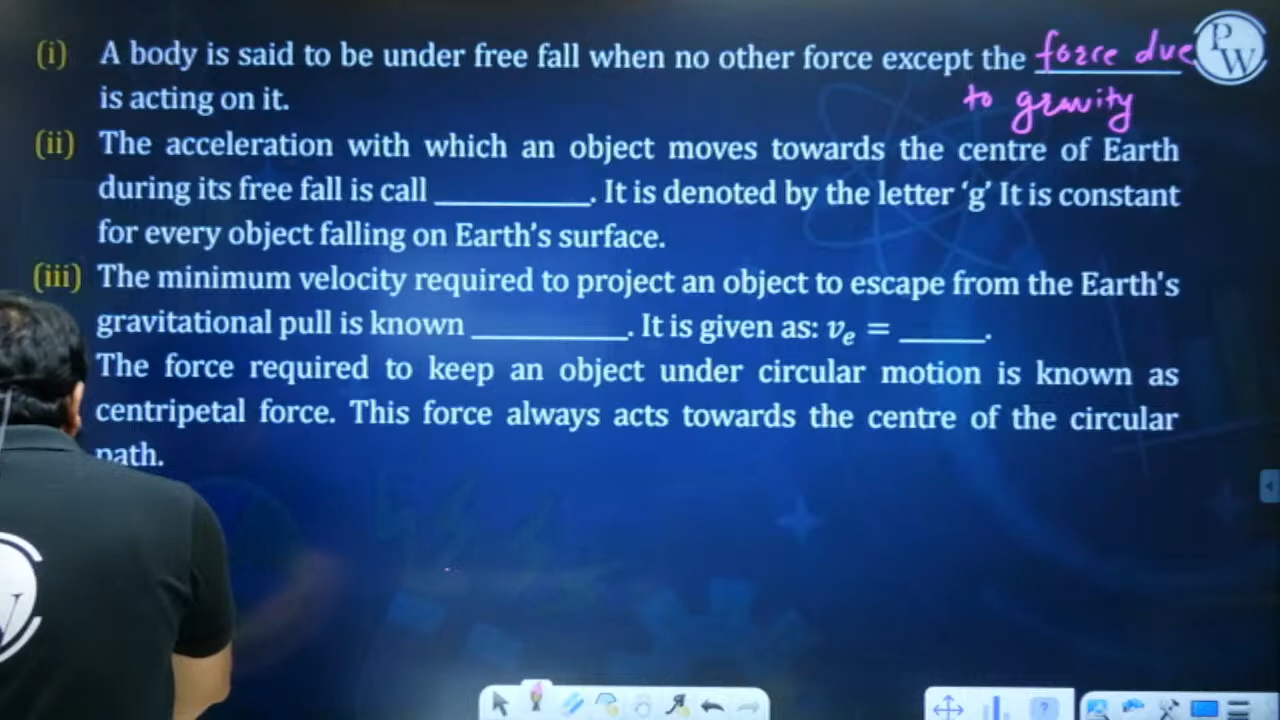 (i) A body is said to be under free fall when no other force except the force due
is acting on it. to gravity
(ii) The acceleration with which an object moves towards the centre of Earth
during its free fall is call __________. It is denoted by the letter ‘g’ It is constant
for every object falling on Earth's surface.
(iii) The minimum velocity required to project an object to escape from the Earth's
gravitational pull is known __________. It is given as: vₑ = _____.
The force required to keep an object under circular motion is known as
centripetal force. This force always acts towards the centre of the circular
path.
PW
W
?